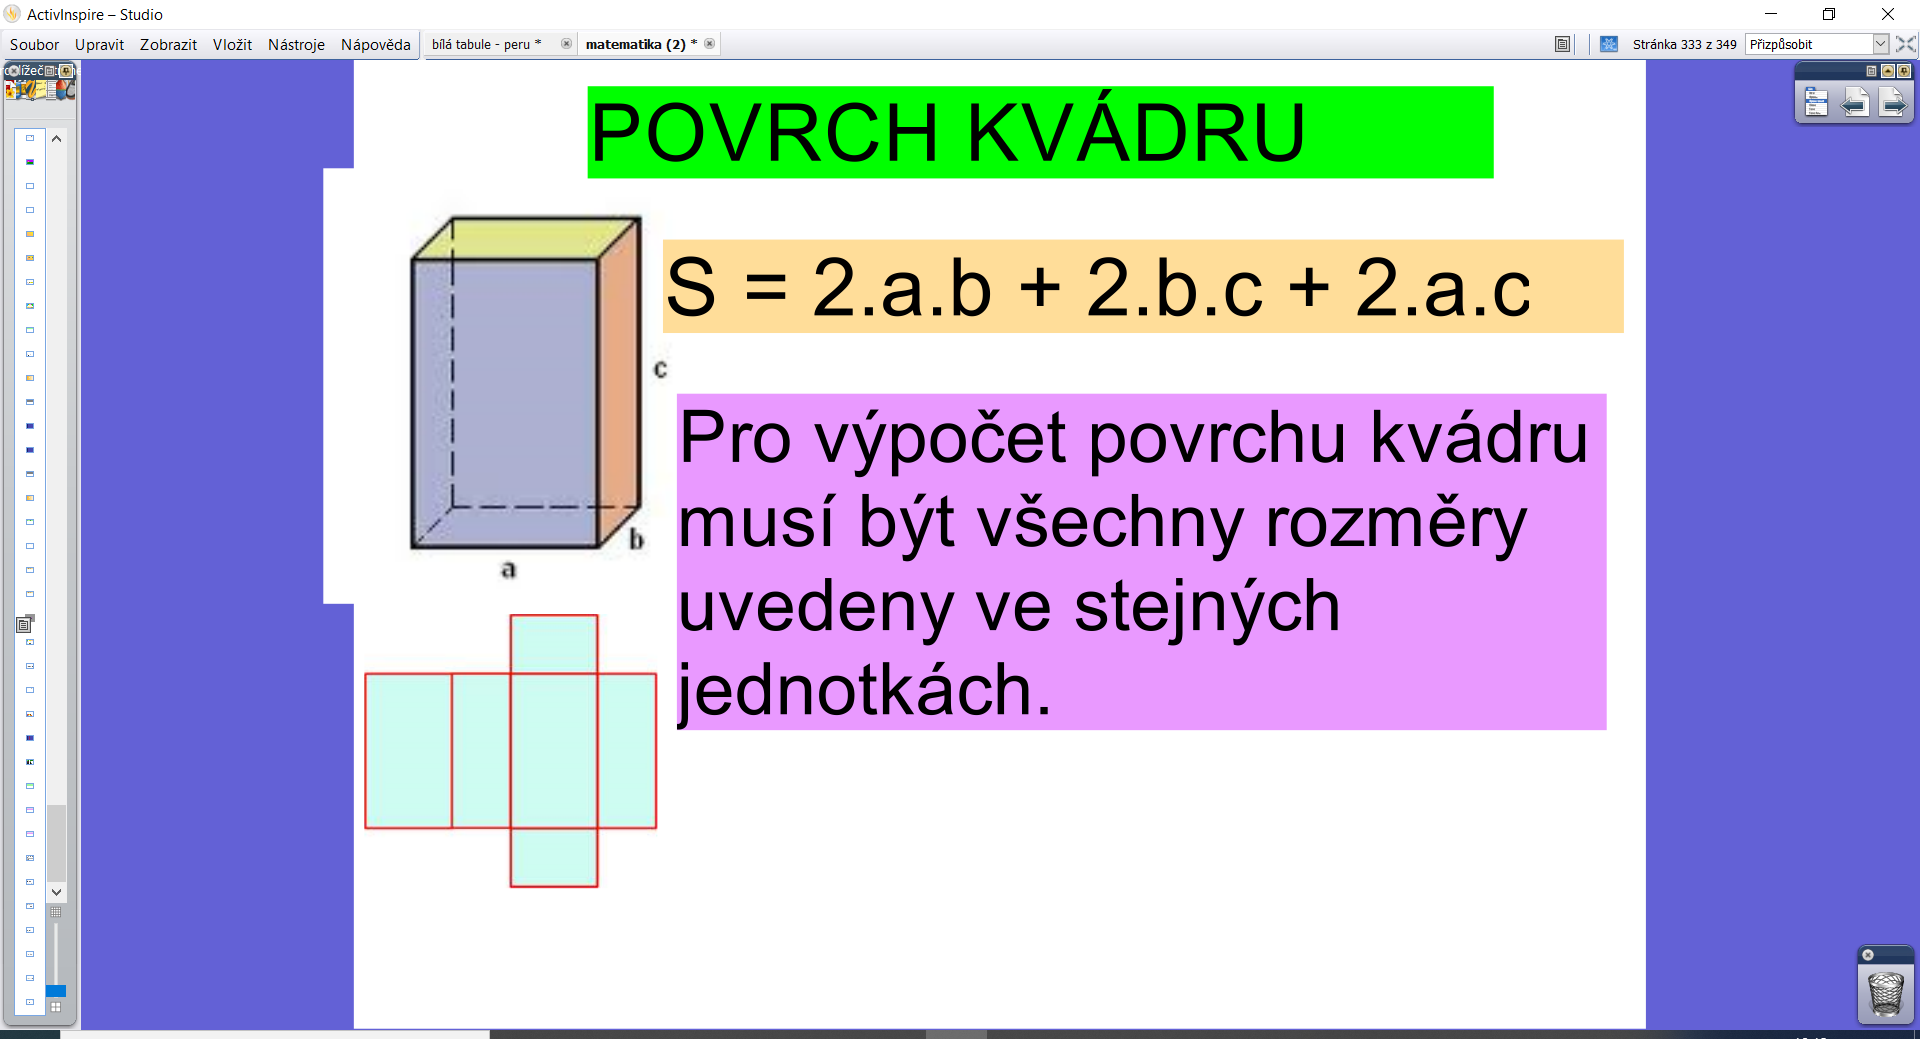 ActivInspire – Studio
Soubor Upravit Zobrazit Vložit Nástroje Nápověda
bílá tabule - peru *
matematika (2) *
Stránka 333 z 349
Přizpůsobit
POVRCH KVÁDRU
S = 2.a.b + 2.b.c + 2.a.c
c
b
a
Pro výpočet povrchu kvádru
musí být všechny rozměry
uvedeny ve stejných
jednotkách.